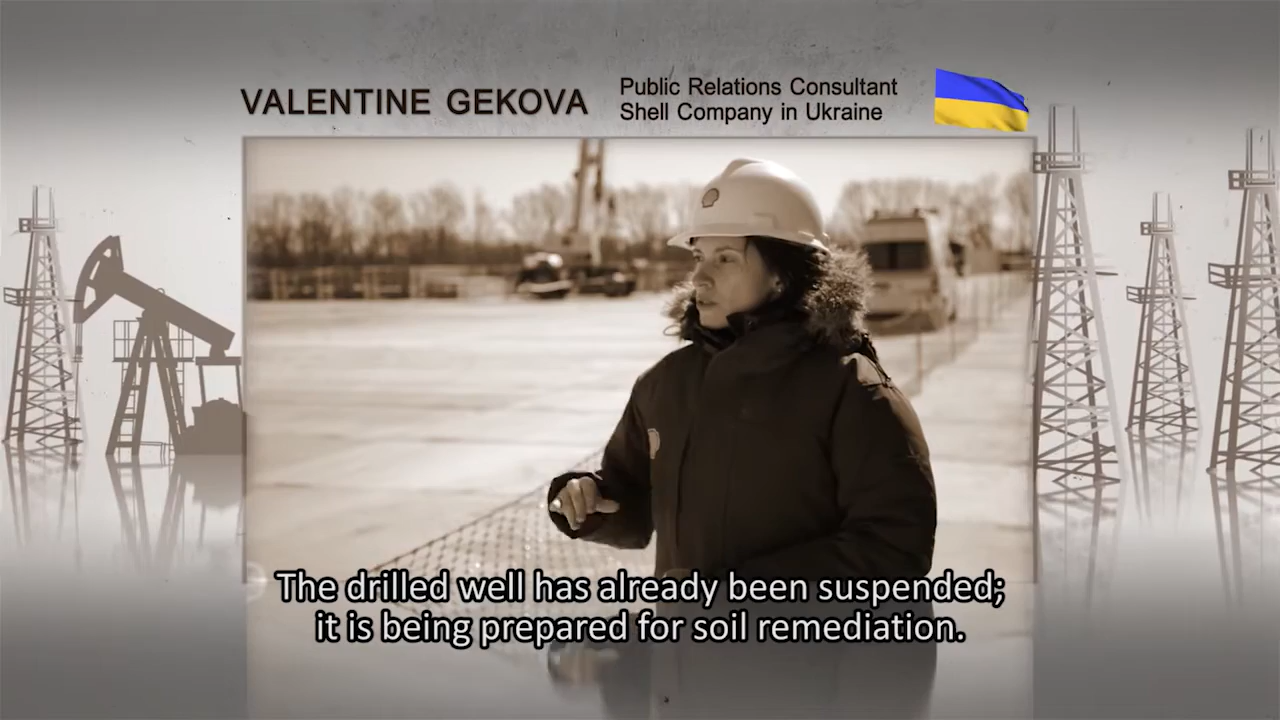 VALENTINE GEKOVA
Public Relations Consultant
Shell Company in Ukraine
The drilled well has already been suspended;
it is being prepared for soil remediation.